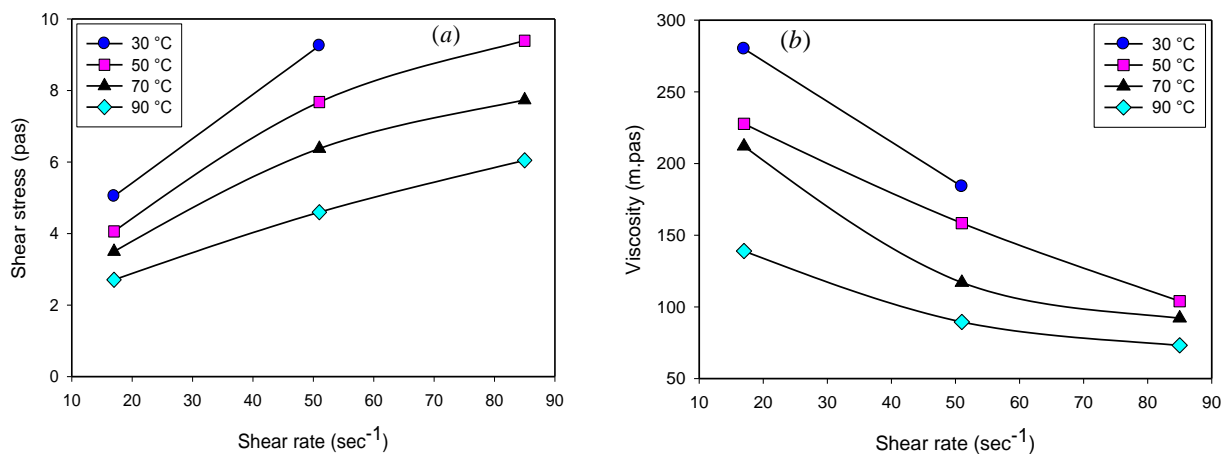 (a)
30 °C
50 °C
70 °C
90 °C
Shear stress (pas)
10
8
6
4
2
0
10 20 30 40 50 60 70 80 90
Shear rate (sec⁻¹)
(b)
30 °C
50 °C
70 °C
90 °C
Viscosity (m.pas)
300
250
200
150
100
50
10 20 30 40 50 60 70 80 90
Shear rate (sec⁻¹)